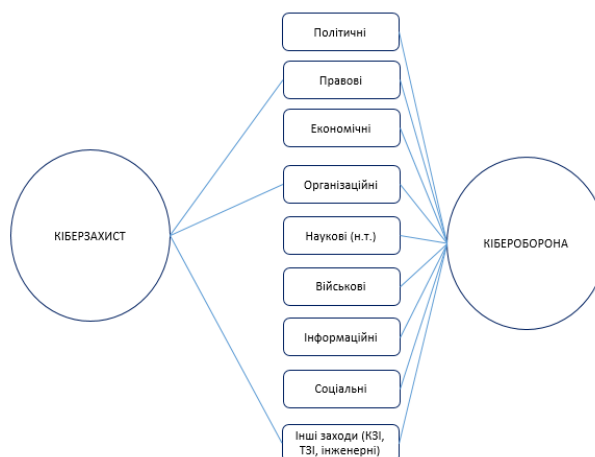 Політичні
Правові
Економічні
Організаційні
КІБЕРЗАХИСТ
Наукові (н.т.)
КІБЕРОБОРОНА
Військові
Інформаційні
Соціальні
Інші заходи (КЗІ,
ТЗІ, інженерні)